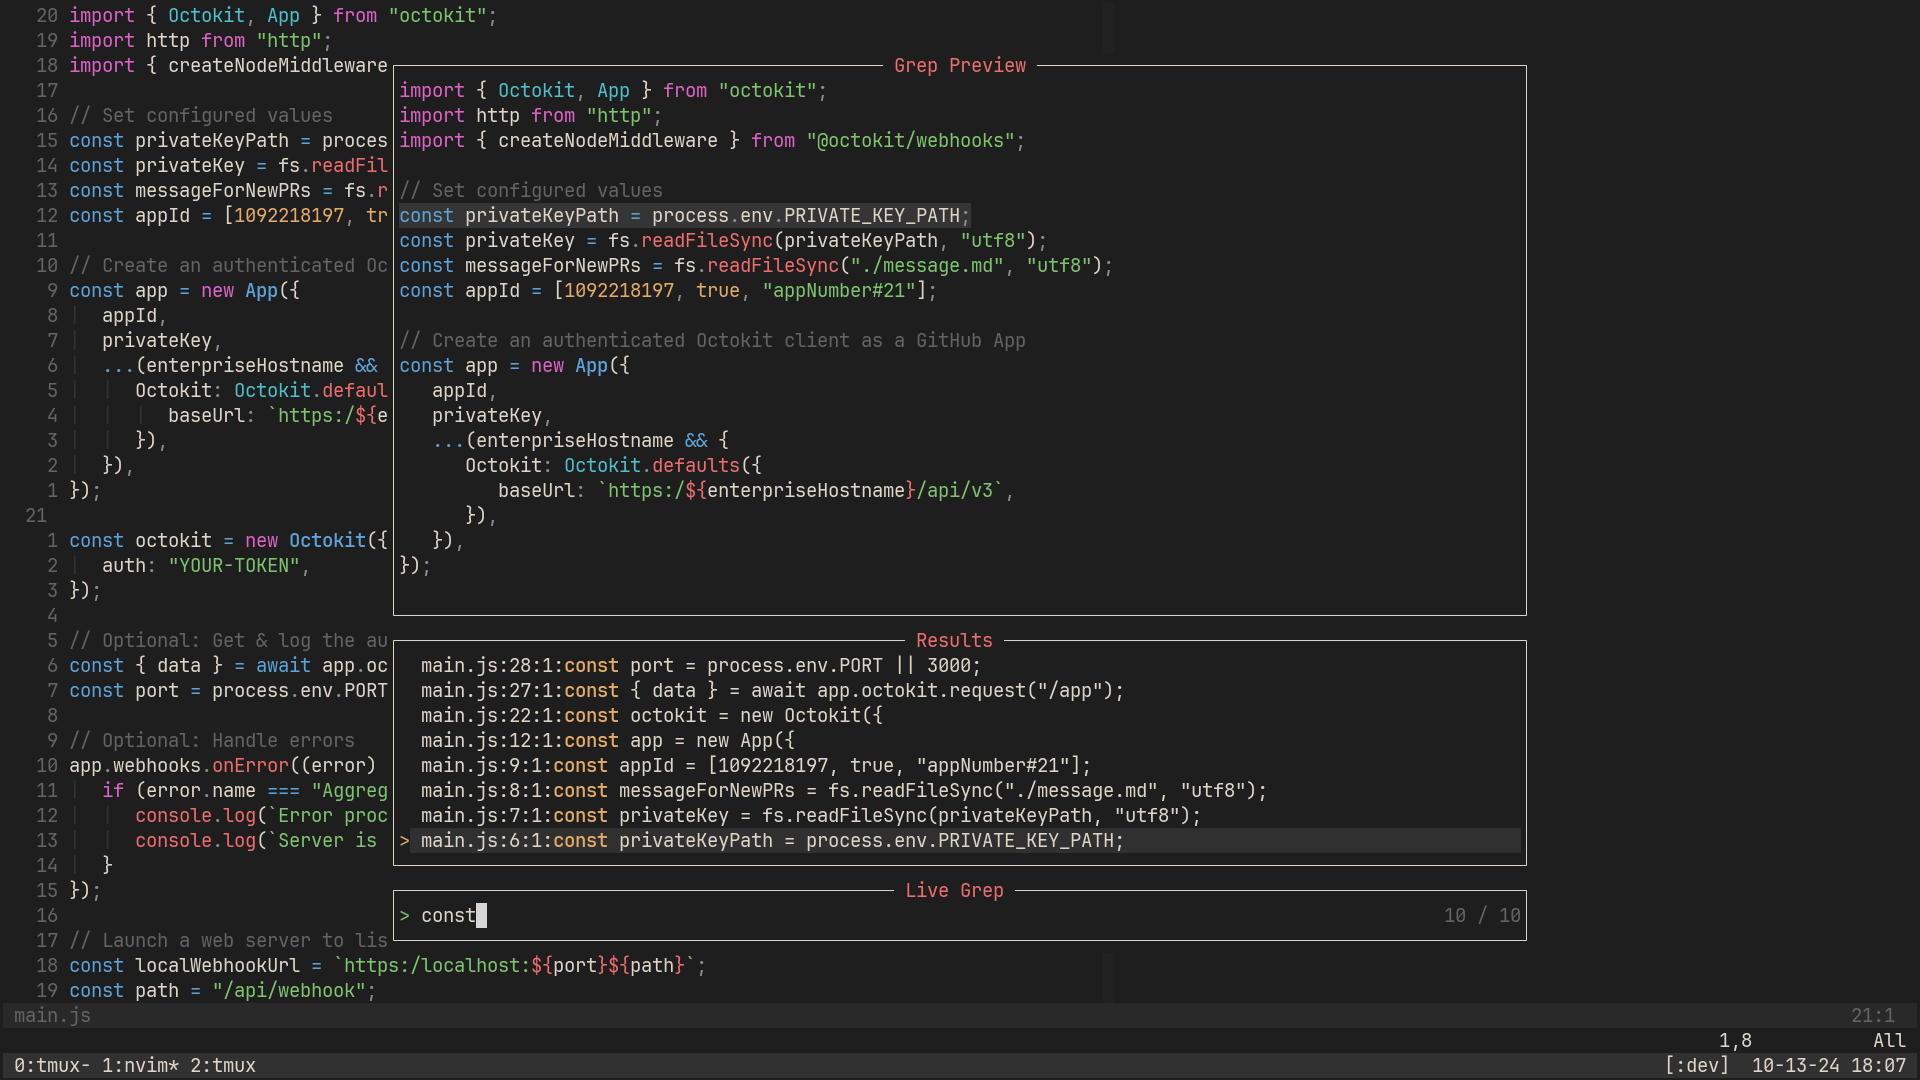 20 import { Octokit, App } from "octokit";
19 import http from "http";
18 import { createNodeMiddleware
17
16 // Set configured values
15 const privateKeyPath = proces
14 const privateKey = fs.readFil
13 const messageForNewPRs = fs.r
12 const appId = [1092218197, tr
11
10 // Create an authenticated Oc
9 const app = new App({
8 appId,
7 privateKey,
6 ...(enterpriseHostname &&
5 Octokit: Octokit.defaul
4 baseUrl: `https:/${e
3 }),
2 }),
1 });
21
1 const octokit = new Octokit({
2 auth: "YOUR-TOKEN",
3 });
4
5 // Optional: Get & log the au
6 const { data } = await app.oc
7 const port = process.env.PORT
8
9 // Optional: Handle errors
10 app.webhooks.onError((error)
11 if (error.name === "Aggreg
12 console.log(`Error proc
13 console.log(`Server is
14 }
15 });
16
17 // Launch a web server to lis
18 const localWebhookUrl = `https:/localhost:${port}${path}`;
19 const path = "/api/webhook";
Grep Preview
import { Octokit, App } from "octokit";
import http from "http";
import { createNodeMiddleware } from "@octokit/webhooks";
// Set configured values
const privateKeyPath = process.env.PRIVATE_KEY_PATH;
const privateKey = fs.readFileSync(privateKeyPath, "utf8");
const messageForNewPRs = fs.readFileSync("./message.md", "utf8");
const appId = [1092218197, true, "appNumber#21"];
// Create an authenticated Octokit client as a GitHub App
const app = new App({
appId,
privateKey,
...(enterpriseHostname && {
Octokit: Octokit.defaults({
baseUrl: `https:/${enterpriseHostname}/api/v3`,
}),
}),
});
Results
main.js:28:1:const port = process.env.PORT || 3000;
main.js:27:1:const { data } = await app.octokit.request("/app");
main.js:22:1:const octokit = new Octokit({
main.js:12:1:const app = new App({
main.js:9:1:const appId = [1092218197, true, "appNumber#21"];
main.js:8:1:const messageForNewPRs = fs.readFileSync("./message.md", "utf8");
main.js:7:1:const privateKey = fs.readFileSync(privateKeyPath, "utf8");
> main.js:6:1:const privateKeyPath = process.env.PRIVATE_KEY_PATH;
Live Grep
> const 10 / 10
main.js 21:1
1,8 All
0:tmux- 1:nvim* 2:tmux [:dev] 10-13-24 18:07